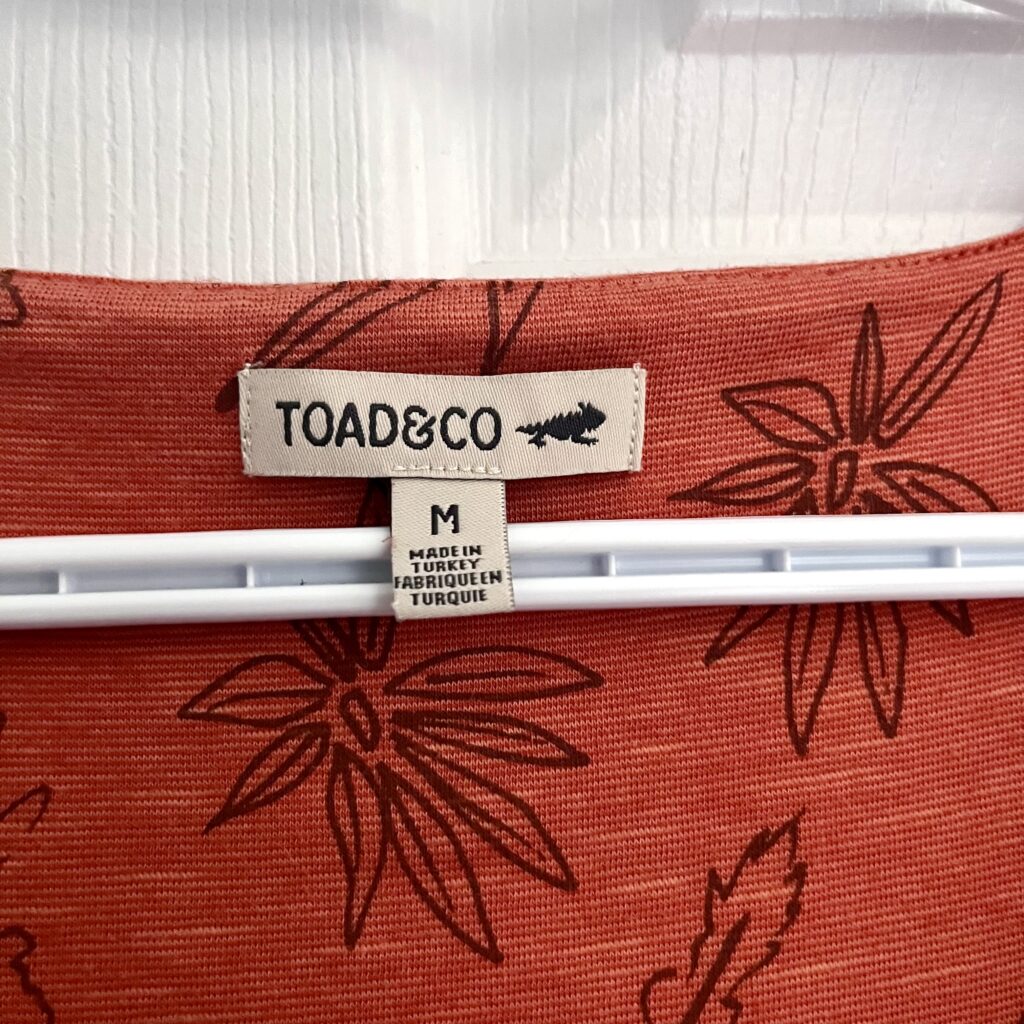 TOAD&CO
M
MADE IN
TURKEY
FABRIQUE EN
TURQUIE